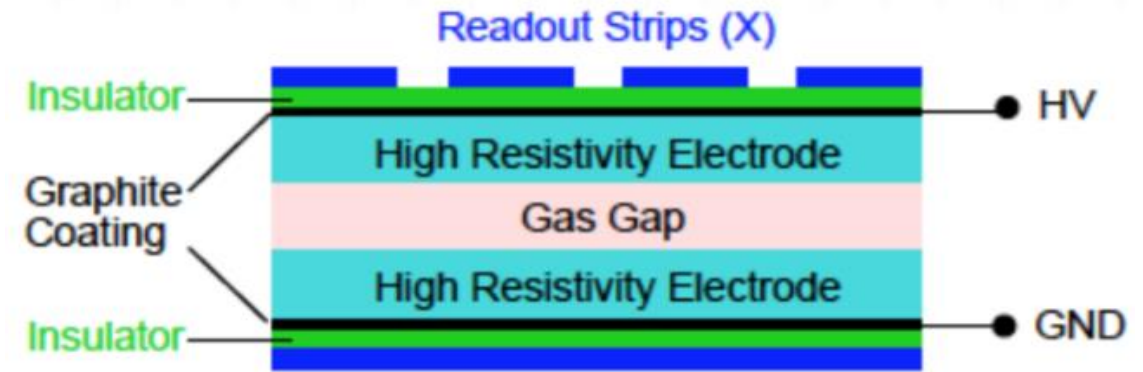 Readout Strips (X)
Insulator
HV
High Resistivity Electrode
Graphite
Coating
Gas Gap
High Resistivity Electrode
GND
Insulator